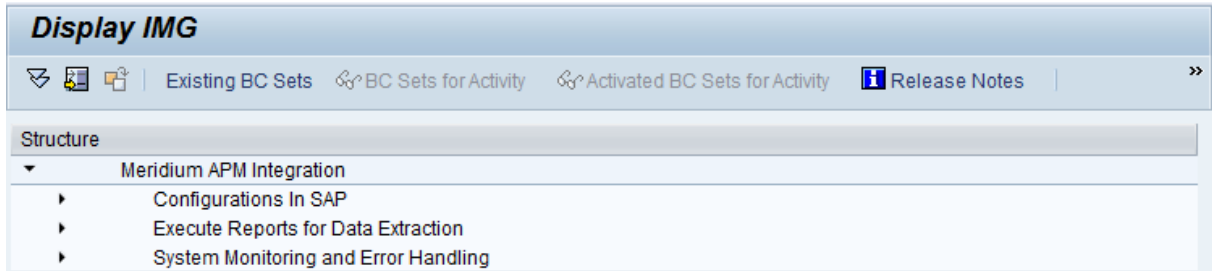 Display IMG
Existing BC Sets BC Sets for Activity Activated BC Sets for Activity Release Notes
Structure
Meridium APM Integration
Configurations In SAP
Execute Reports for Data Extraction
System Monitoring and Error Handling